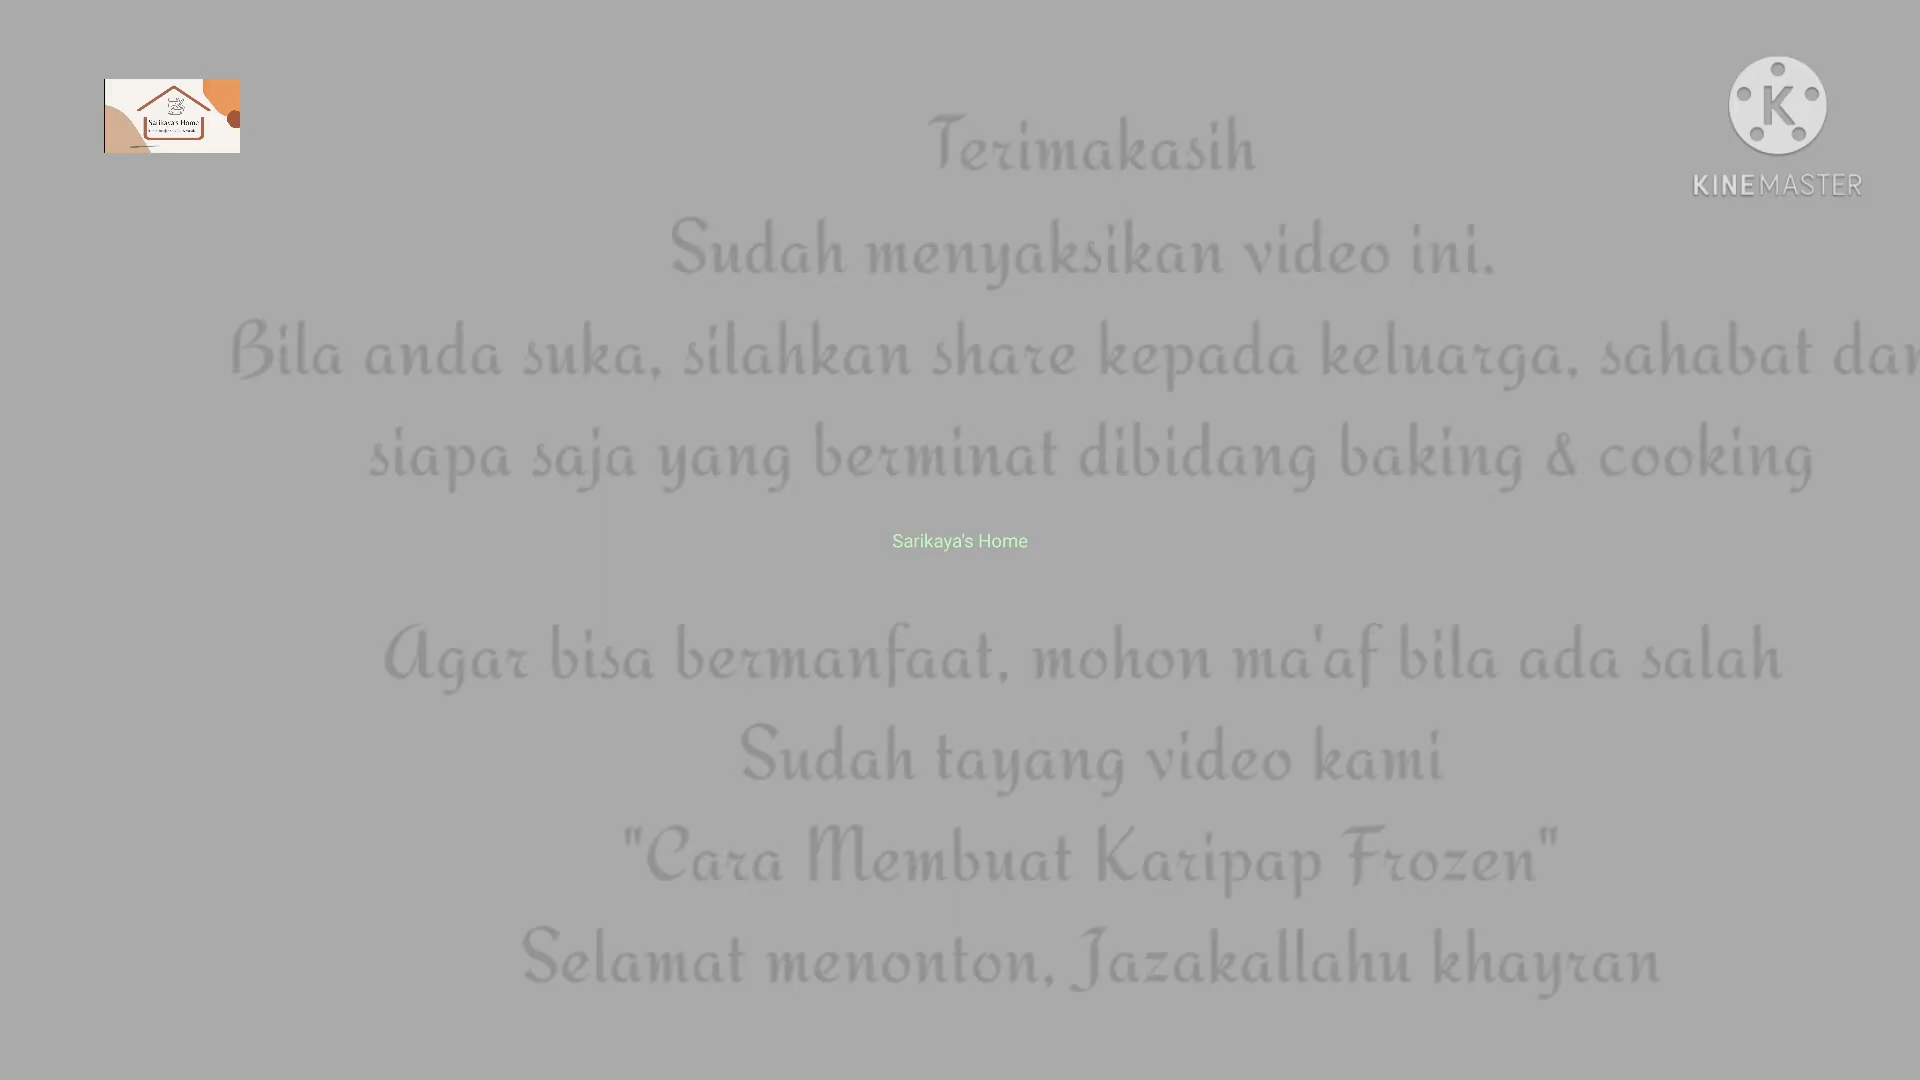 Sarikaya's Home
KINEMASTER
Terimakasih
Sudah menyaksikan video ini.
Bila anda suka, silahkan share kepada keluarga, sahabat dan
siapa saja yang berminat dibidang baking & cooking
Sarikaya's Home
Agar bisa bermanfaat, mohon ma'af bila ada salah
Sudah tayang video kami
"Cara Membuat Karipap Frozen"
Selamat menonton, Jazakallahu khayran